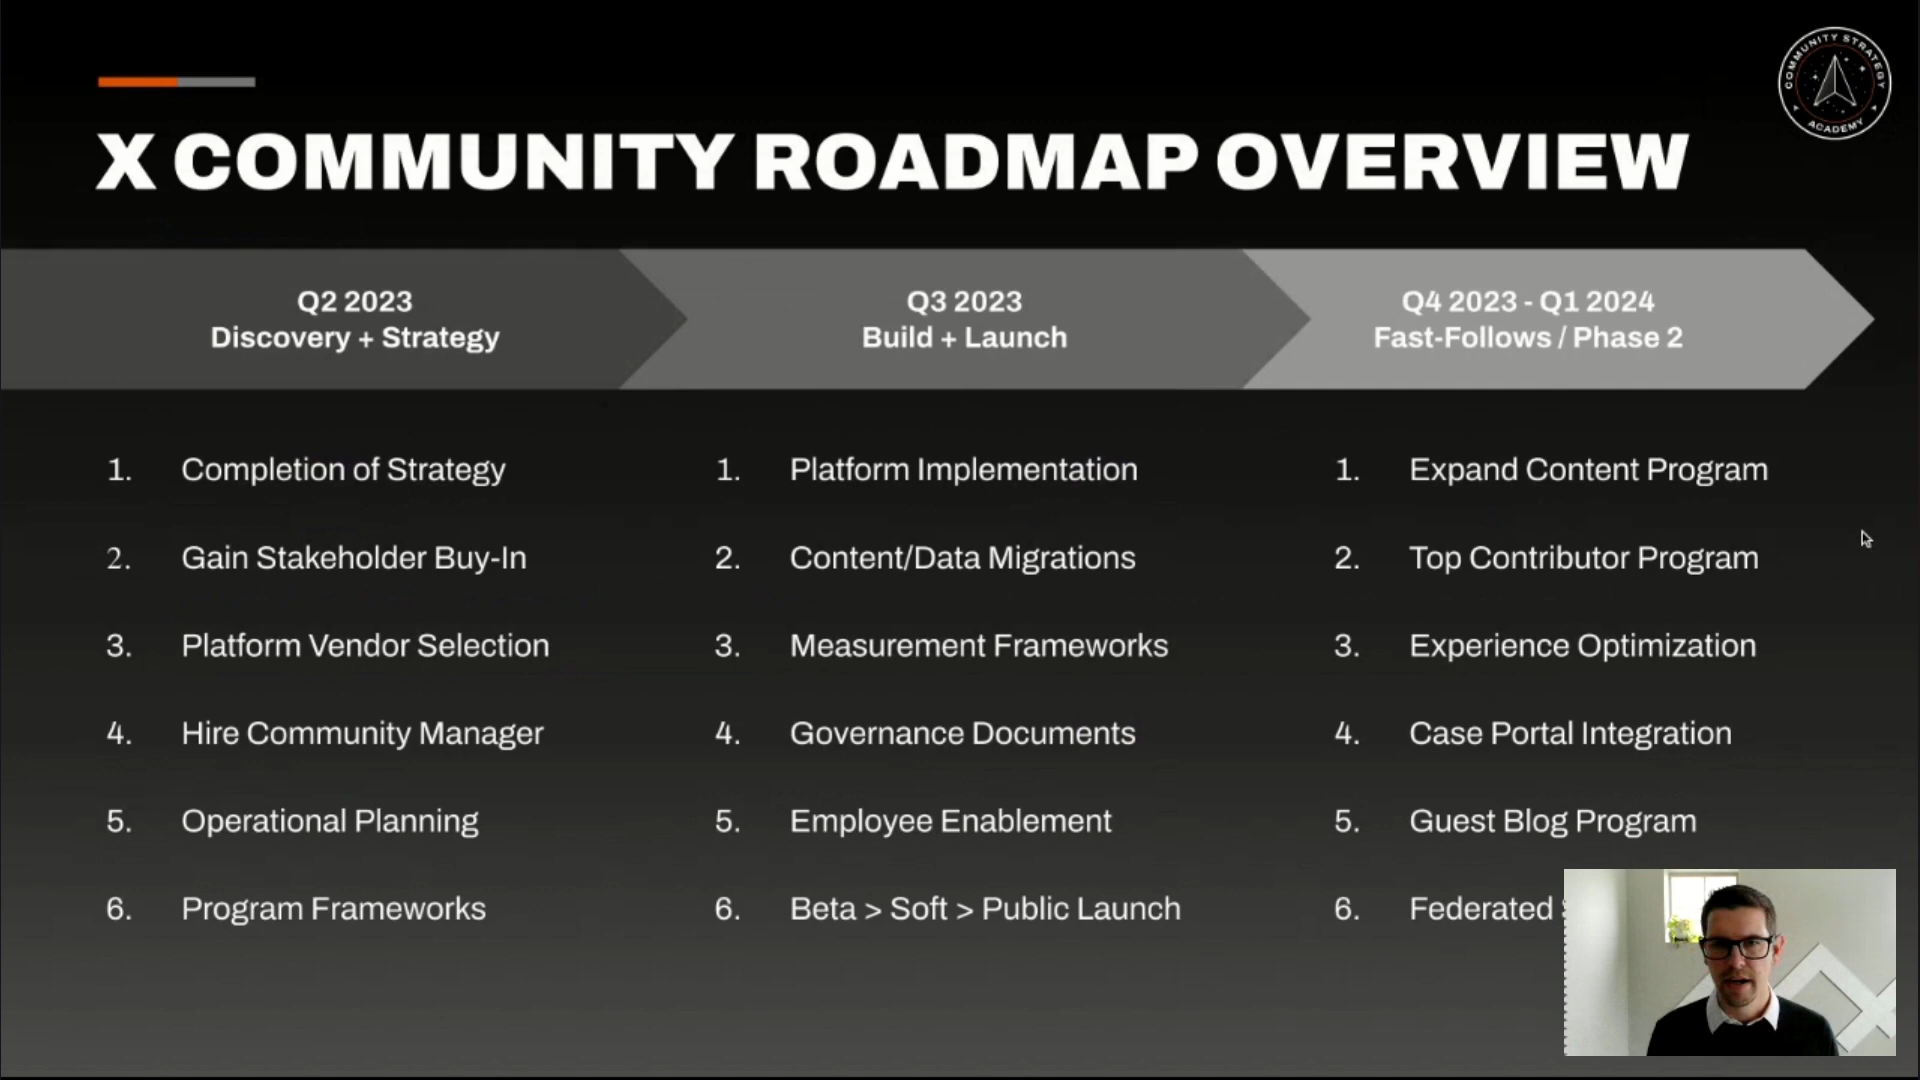 COMMUNITY STRATEGY
ACADEMY
X COMMUNITY ROADMAP OVERVIEW
Q2 2023
Discovery + Strategy
Q3 2023
Build + Launch
Q4 2023 - Q1 2024
Fast-Follows / Phase 2
1. Completion of Strategy
2. Gain Stakeholder Buy-In
3. Platform Vendor Selection
4. Hire Community Manager
5. Operational Planning
6. Program Frameworks
1. Platform Implementation
2. Content/Data Migrations
3. Measurement Frameworks
4. Governance Documents
5. Employee Enablement
6. Beta > Soft > Public Launch
1. Expand Content Program
2. Top Contributor Program
3. Experience Optimization
4. Case Portal Integration
5. Guest Blog Program
6. Federated